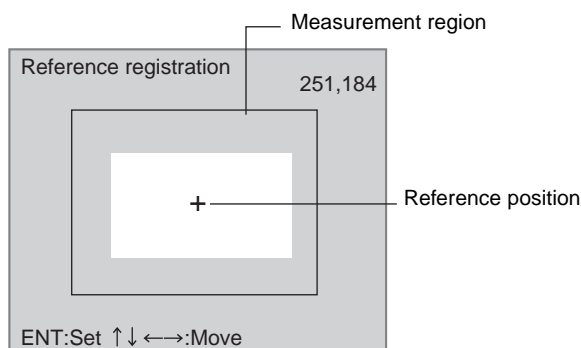 Measurement region
Reference registration
251,184
+
Reference position
ENT:Set ↑↓←→:Move